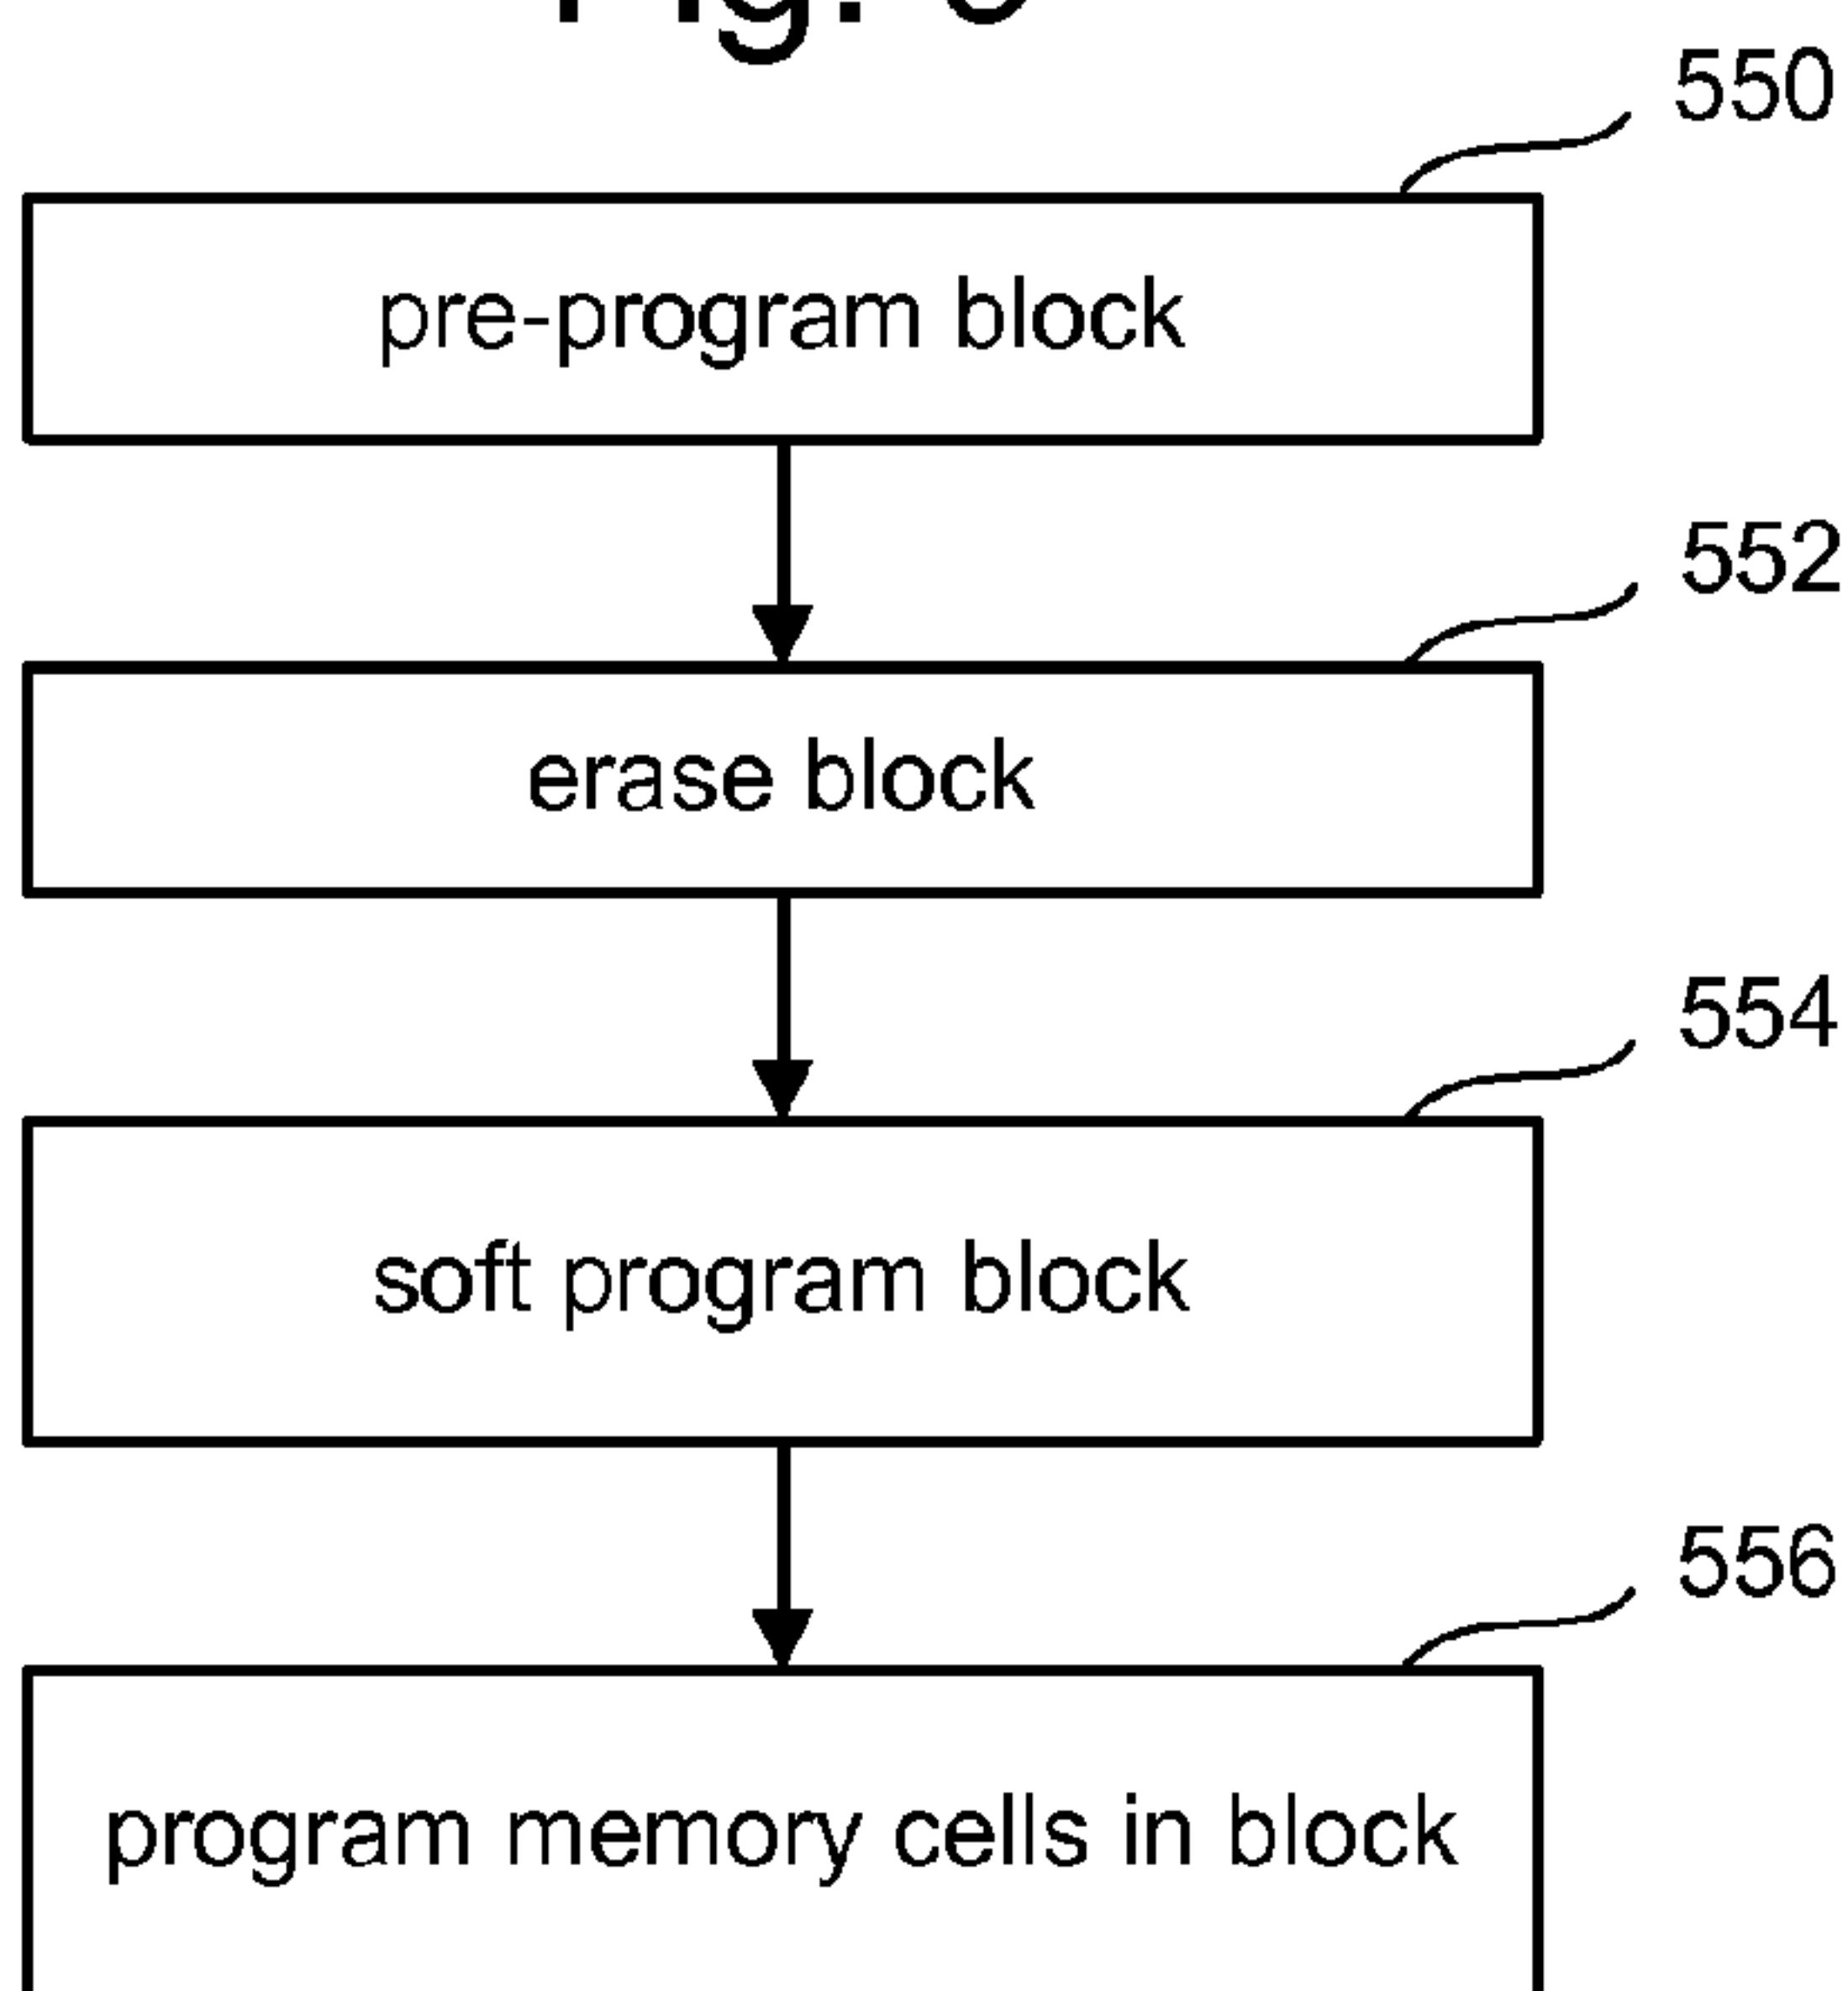 550
pre-program block
552
erase block
554
soft program block
556
program memory cells in block